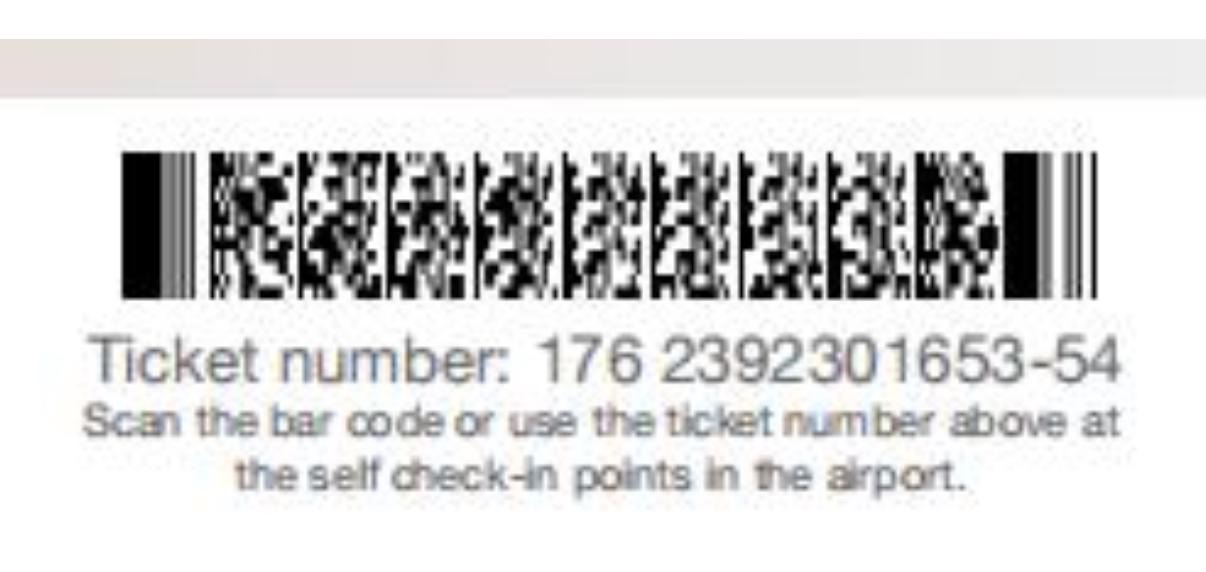 Ticket number: 176 2392301653-54
Scan the bar code or use the ticket number above at
the self check-in points in the airport.